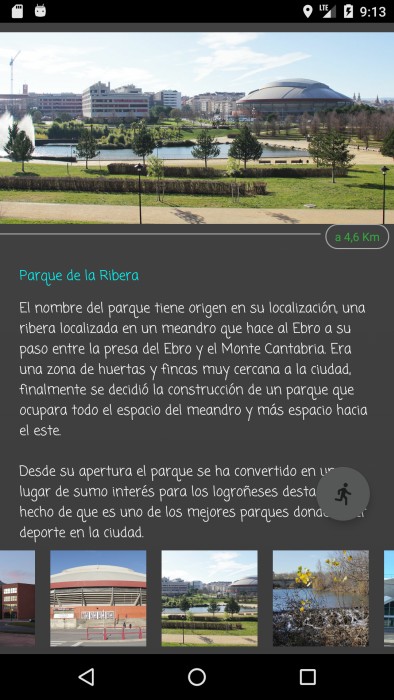 LTE
9:13
a 4,6 Km
Parque de la Ribera
El nombre del parque tiene origen en su localización, una
ribera localizada en un meandro que hace al Ebro a su
paso entre la presa del Ebro y el Monte Cantabria. Era
una zona de huertas y fincas muy cercana a la ciudad,
finalmente se decidió la construcción de un parque que
ocupara todo el espacio del meandro y más espacio hacia
el este.
Desde su apertura el parque se ha convertido en un
lugar de sumo interés para los logroñeses
hecho de que es uno de los mejores parques
deporte en la ciudad.